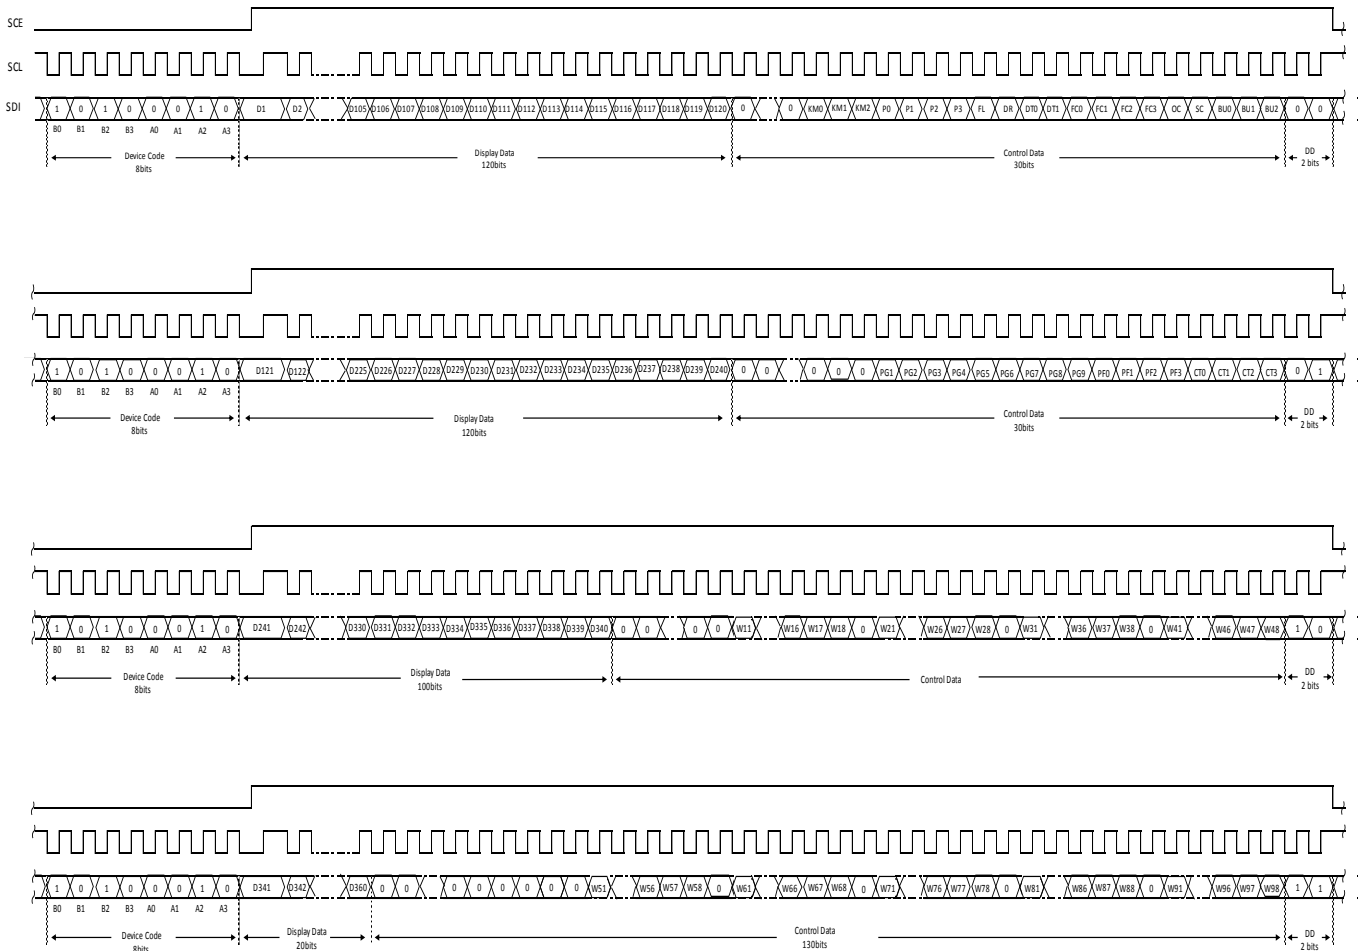 SCE
SCL
SDI 1 0 1 0 0 0 1 0 D1 D2 D105 D106 D107 D108 D109 D110 D111 D112 D113 D114 D115 D116 D117 D118 D119 D120 0 0 KM0 KM1 KM2 P0 P1 P2 P3 FL DR DT0 DT1 FC0 FC1 FC2 FC3 OC SC BU0 BU1 BU2 0 0
B0 B1 B2 B3 A0 A1 A2 A3
Device Code Display Data Control Data DD
8bits 120bits 30bits 2 bits
1 0 1 0 0 0 1 0 D121 D122 D225 D226 D227 D228 D229 D230 D231 D232 D233 D234 D235 D236 D237 D238 D239 D240 0 0 0 0 0 PG1 PG2 PG3 PG4 PG5 PG6 PG7 PG8 PG9 PF0 PF1 PF2 PF3 CT0 CT1 CT2 CT3 0 1
B0 B1 B2 B3 A0 A1 A2 A3
Device Code Display Data Control Data DD
8bits 120bits 30bits 2 bits
1 0 1 0 0 0 1 0 D241 D242 D330 D331 D332 D333 D334 D335 D336 D337 D338 D339 D340 0 0 0 0 W11 W16 W17 W18 0 W21 W26 W27 W28 0 W31 W36 W37 W38 0 W41 W46 W47 W48 1 0
B0 B1 B2 B3 A0 A1 A2 A3
Device Code Display Data Control Data DD
8bits 100bits 2 bits
1 0 1 0 0 0 1 0 D341 D342 D360 0 0 0 0 0 0 0 0 W51 W56 W57 W58 0 W61 W66 W67 W68 0 W71 W76 W77 W78 0 W81 W86 W87 W88 0 W91 W96 W97 W98 1 1
B0 B1 B2 B3 A0 A1 A2 A3
Device Code Display Data Control Data DD
8bits 20bits 130bits 2 bits